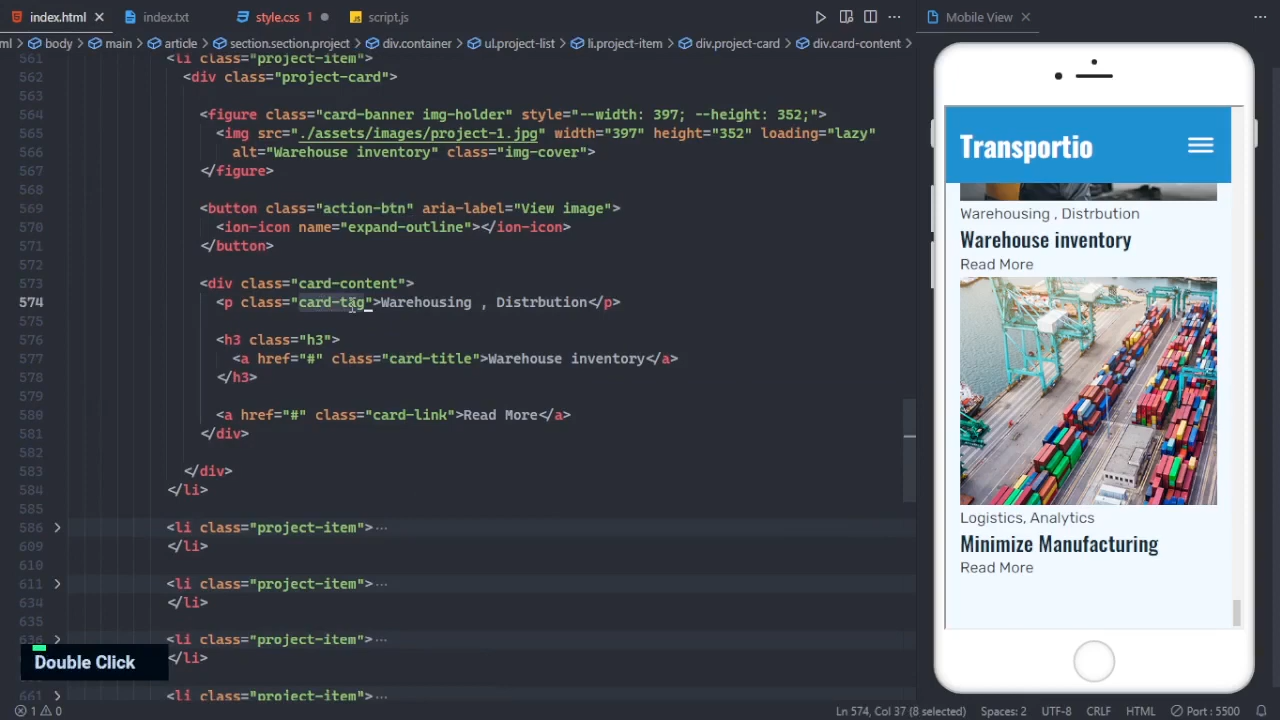 index.html
index.txt
style.css 1
script.js
Mobile View
ml > body > main > article > section.section.project > div.container > ul.project-list > li.project-item > div.project-card > div.card-content >
561 <li class="project-item">
562 <div class="project-card">
563
564 <figure class="card-banner img-holder" style="--width: 397; --height: 352;">
565 <img src="./assets/images/project-1.jpg" width="397" height="352" loading="lazy"
566 alt="Warehouse inventory" class="img-cover">
567 </figure>
568
569 <button class="action-btn" aria-label="View image">
570 <ion-icon name="expand-outline"></ion-icon>
571 </button>
572
573 <div class="card-content">
574 <p class="card-tag">Warehousing , Distrbution</p>
575
576 <h3 class="h3">
577 <a href="#" class="card-title">Warehouse inventory</a>
578 </h3>
579
580 <a href="#" class="card-link">Read More</a>
581 </div>
582
583 </div>
584 </li>
585
586 <li class="project-item">···
609 </li>
610
611 <li class="project-item">···
634 </li>
635
636 <li class="project-item">···
</li>
661 <li class="project-item">···
Transportio
Warehousing , Distrbution
Warehouse inventory
Read More
Logistics, Analytics
Minimize Manufacturing
Read More
Double Click
1 0
Ln 574, Col 37 (8 selected)
Spaces: 2
UTF-8
CRLF
HTML
Port : 5500